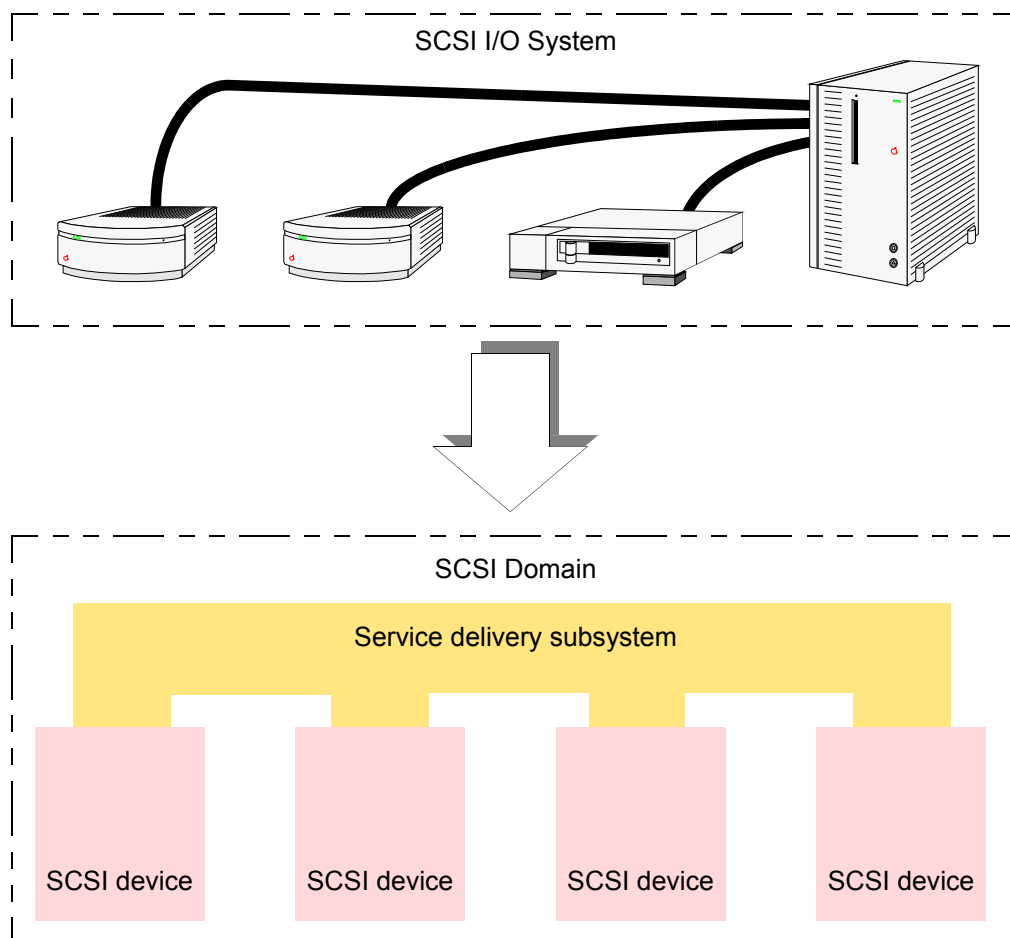 SCSI I/O System
SCSI Domain
Service delivery subsystem
SCSI device
SCSI device
SCSI device
SCSI device